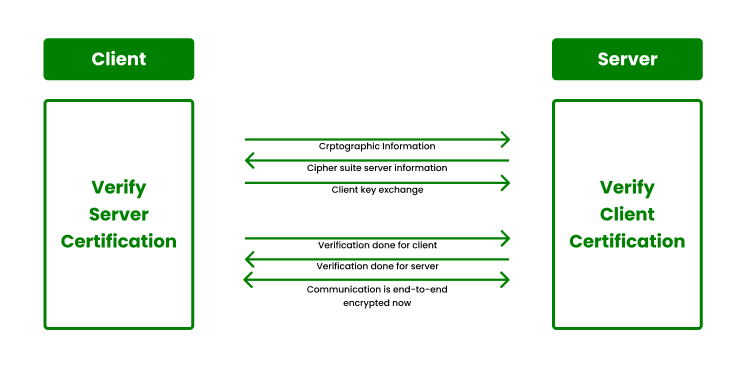 Client
Server
Verify
Server
Certification
Crptographic Information
Cipher suite server information
Client key exchange
Verification done for client
Verification done for server
Communication is end-to-end
encrypted now
Verify
Client
Certification